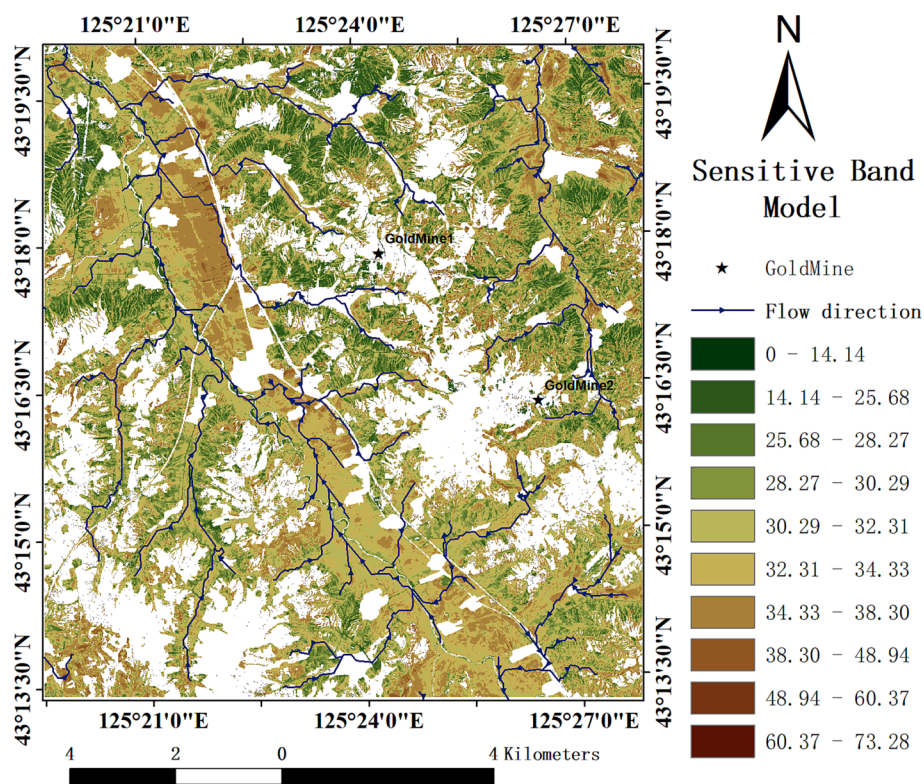 125°21'0"E 125°24'0"E 125°27'0"E
43°19'30"N
43°18'0"N
43°16'30"N
43°15'0"N
43°13'30"N
GoldMine1
GoldMine2
43°19'30"N
43°18'0"N
43°16'30"N
43°15'0"N
43°13'30"N
125°21'0"E 125°24'0"E 125°27'0"E
4 2 0 4 Kilometers
N
Sensitive Band
Model
GoldMine
Flow direction
0 - 14.14
14.14 - 25.68
25.68 - 28.27
28.27 - 30.29
30.29 - 32.31
32.31 - 34.33
34.33 - 38.30
38.30 - 48.94
48.94 - 60.37
60.37 - 73.28